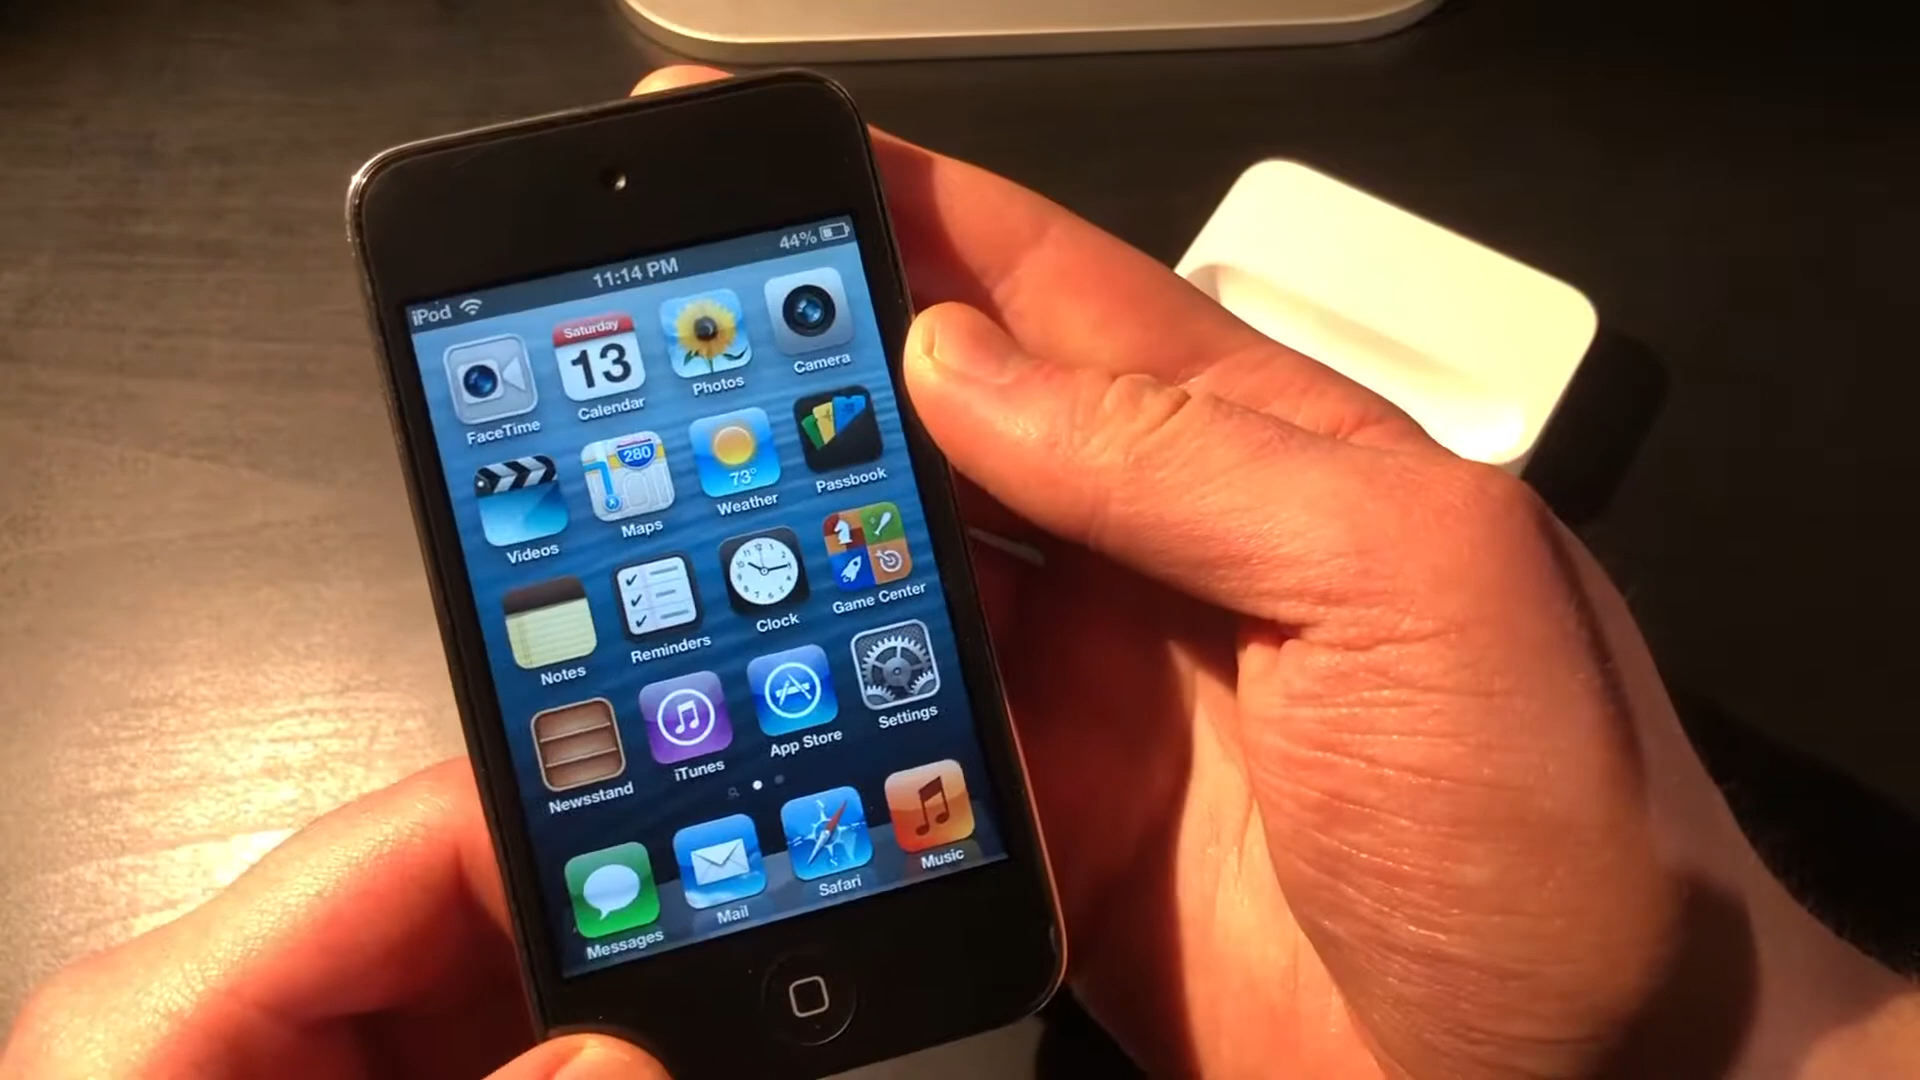 44%
11:14 PM
iPod
Saturday
13
Calendar
Photos
Camera
FaceTime
280
73°
Videos
Maps
Weather
Passbook
Notes
Reminders
Clock
Game Center
Newsstand
iTunes
App Store
Settings
Messages
Mail
Safari
Music